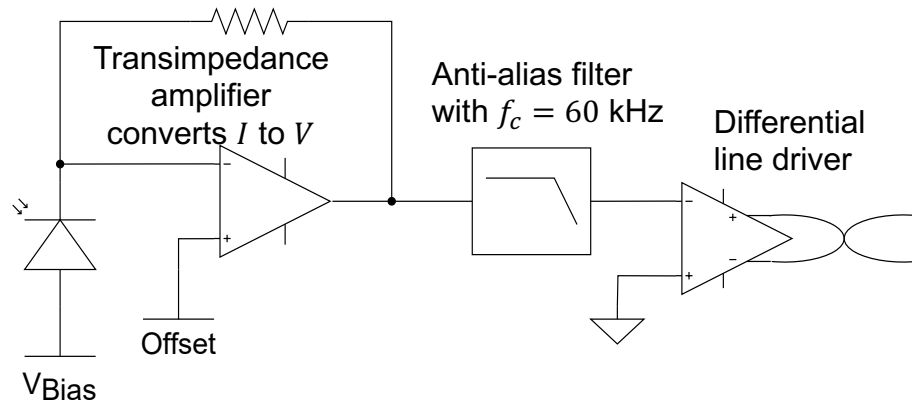 Transimpedance
amplifier
converts I to V
Anti-alias filter
with f_c = 60 kHz
Differential
line driver
−
+
−
+
+
−
Offset
V_Bias